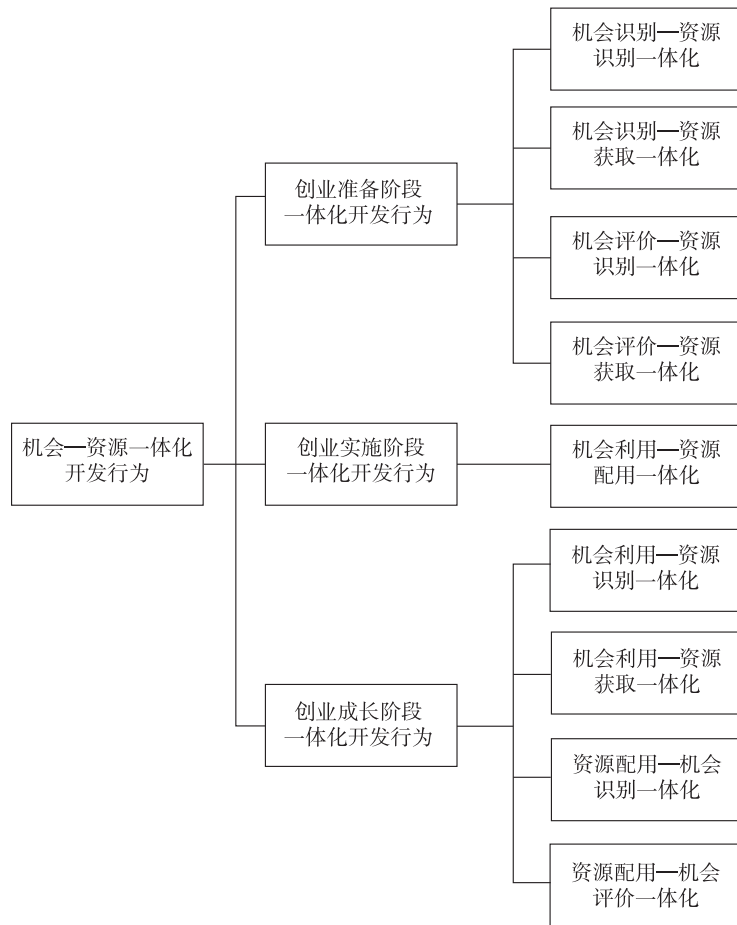 机会识别—资源
识别一体化
机会识别—资源
获取一体化
创业准备阶段
一体化开发行为
机会评价—资源
识别一体化
机会评价—资源
获取一体化
机会—资源一体化
开发行为
创业实施阶段
一体化开发行为
机会利用—资源
配用一体化
机会利用—资源
识别一体化
机会利用—资源
获取一体化
创业成长阶段
一体化开发行为
资源配用—机会
识别一体化
资源配用—机会
评价一体化